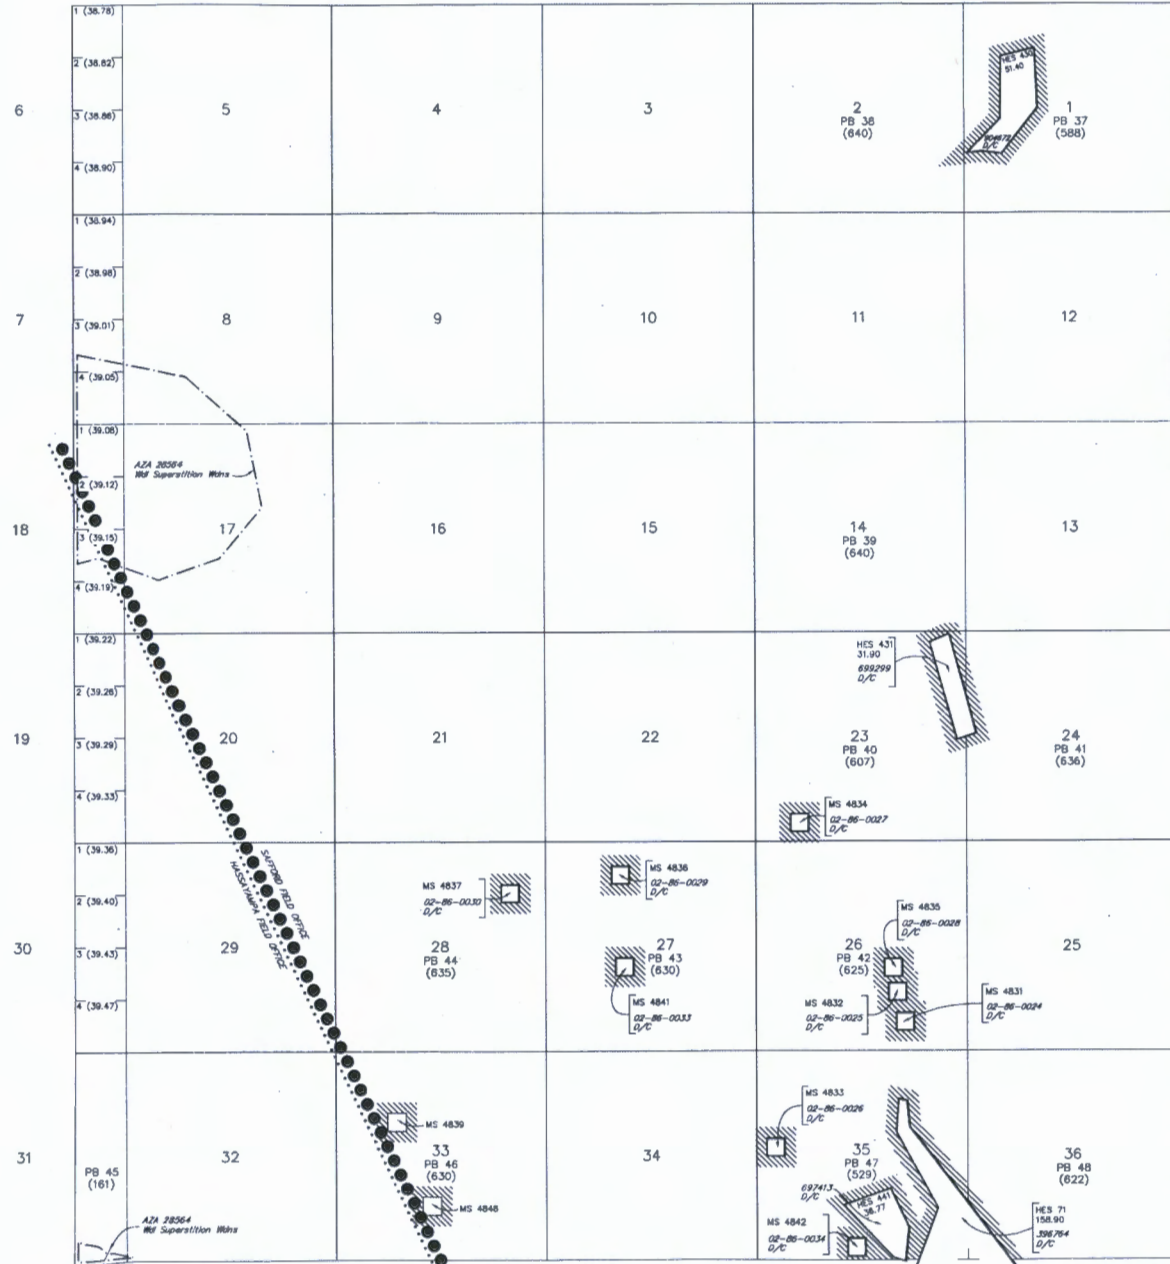 1 (38.78)
2 (38.82)
3 (38.86)
4 (38.90)
6
5
4
3
2
PB 38
(640)
HES 430
51.40
904672
D/C
1
PB 37
(588)
1 (38.94)
2 (38.98)
3 (39.01)
4 (39.05)
7
8
9
10
11
12
1 (39.08)
2 (39.12)
3 (39.15)
4 (39.19)
AZA 28564
Wdl Superstition Wdns
18
17
16
15
14
PB 39
(640)
13
1 (39.22)
2 (39.26)
3 (39.29)
4 (39.33)
HES 431
31.90
699299
D/C
19
20
21
22
23
PB 40
(607)
24
PB 41
(636)
MS 4834
02-86-0027
D/C
1 (39.36)
2 (39.40)
3 (39.43)
4 (39.47)
SAFFORD FIELD OFFICE
HASSAYAMPA FIELD OFFICE
MS 4837
02-86-0030
D/C
MS 4836
02-86-0029
D/C
MS 4835
02-86-0028
D/C
30
29
28
PB 44
(635)
27
PB 43
(630)
26
PB 42
(625)
25
MS 4841
02-86-0033
D/C
MS 4832
02-86-0025
D/C
MS 4831
02-86-0024
D/C
MS 4833
02-86-0026
D/C
MS 4839
31
PB 45
(161)
32
33
PB 46
(630)
34
35
PB 47
(529)
36
PB 48
(622)
697413
D/C
HES 441
38.77
MS 4848
MS 4842
02-86-0034
D/C
HES 71
158.90
396764
D/C
AZA 28564
Wdl Superstition Wdns